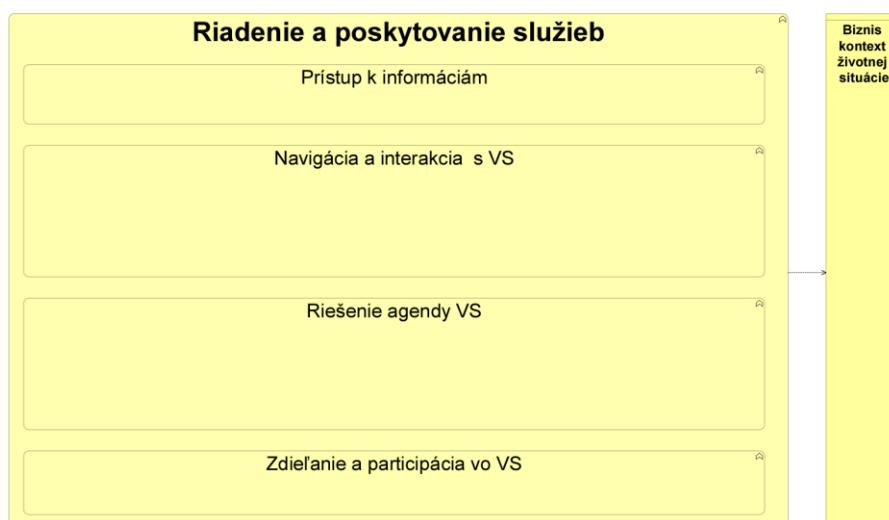 Riadenie a poskytovanie služieb
Prístup k informáciám
Navigácia a interakcia s VS
Riešenie agendy VS
Zdieľanie a participácia vo VS
Biznis
kontext
životnej
situácie